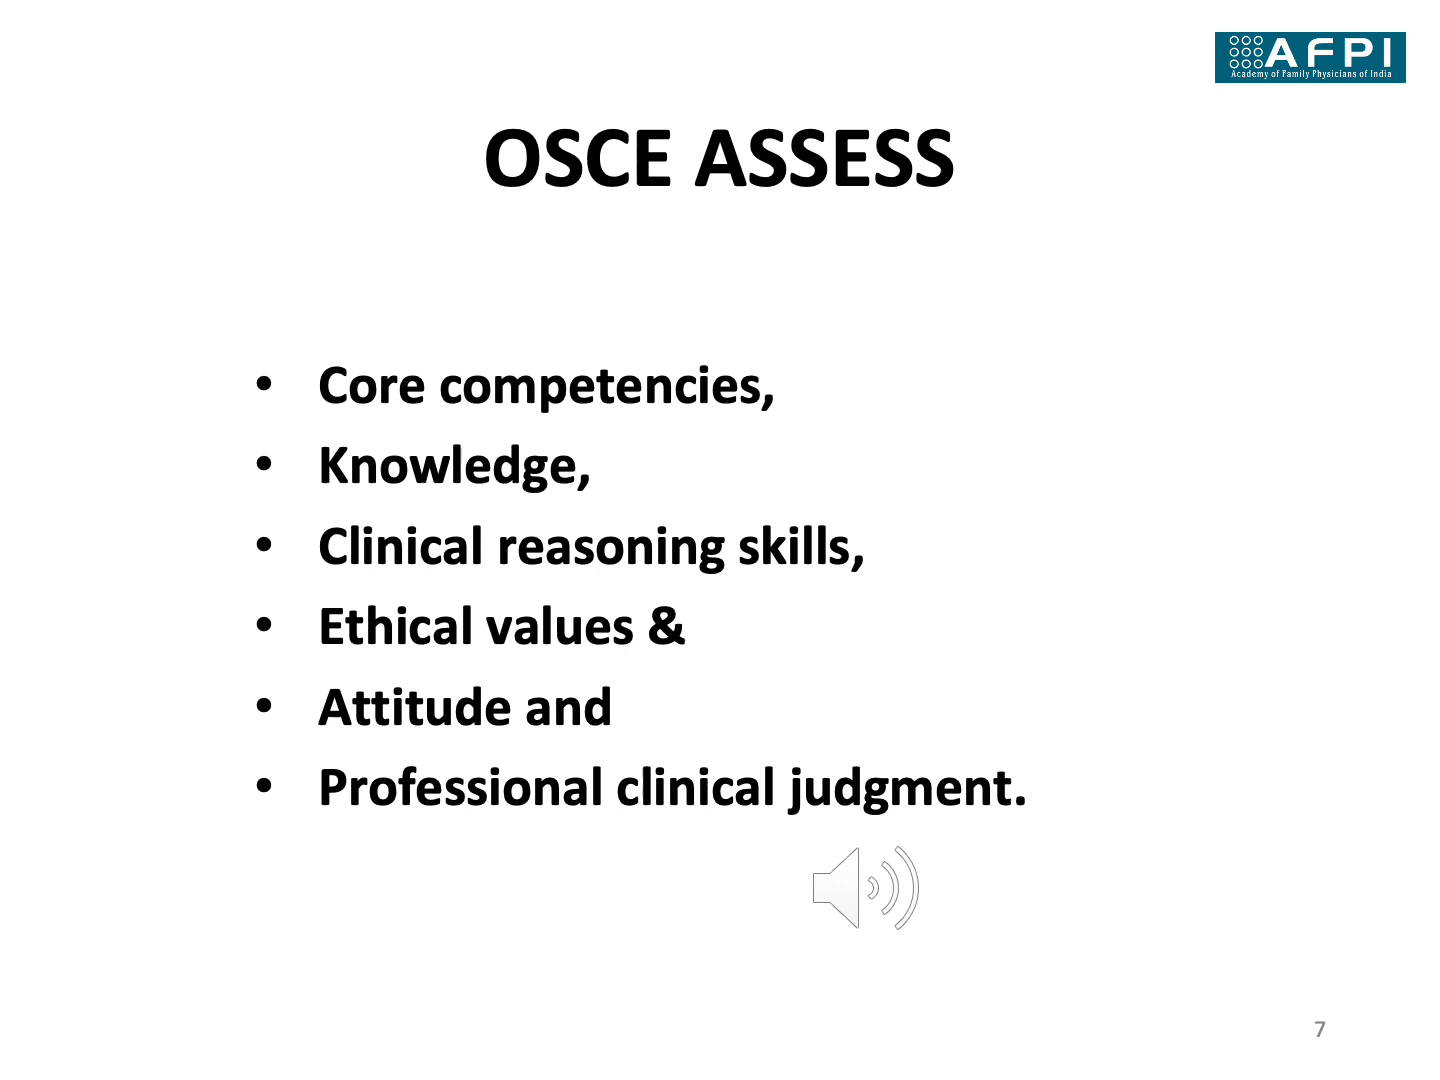 AFPI
Academy of Family Physicians of India
OSCE ASSESS
• Core competencies,
• Knowledge,
• Clinical reasoning skills,
• Ethical values &
• Attitude and
• Professional clinical judgment.
7